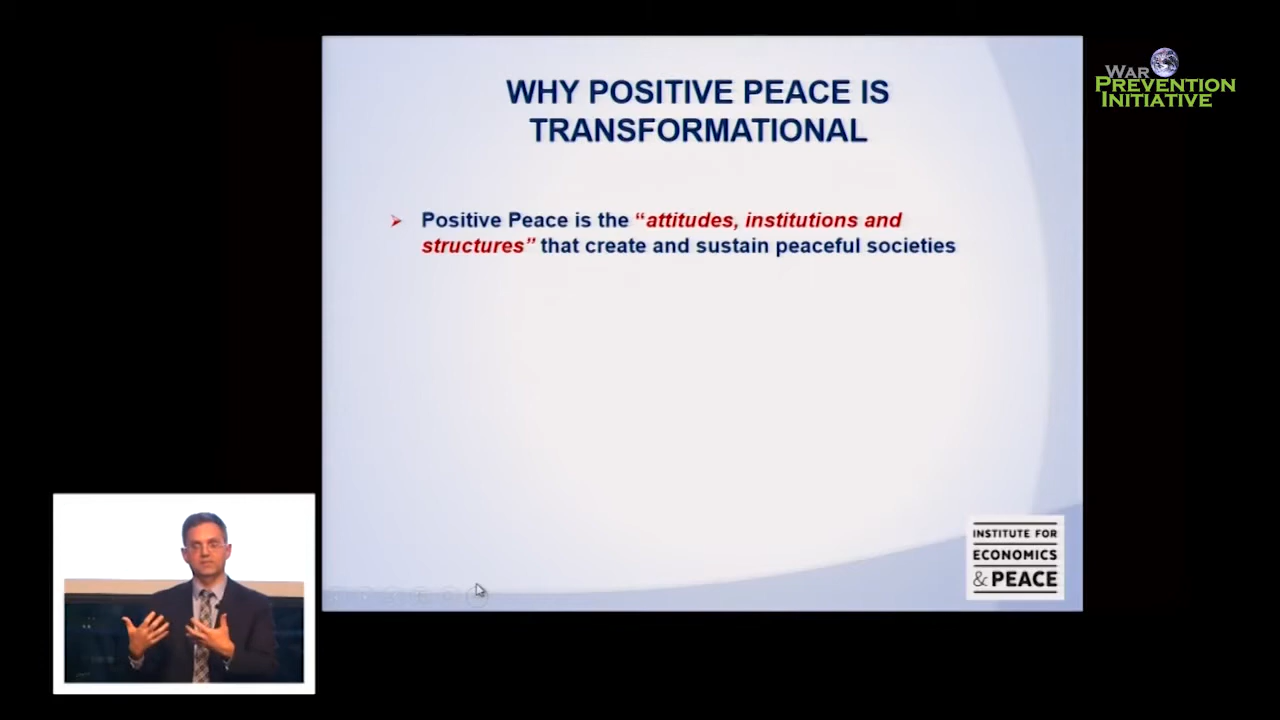 WAR
PREVENTION
INITIATIVE
WHY POSITIVE PEACE IS
TRANSFORMATIONAL
➢ Positive Peace is the “attitudes, institutions and
structures” that create and sustain peaceful societies
INSTITUTE FOR
ECONOMICS
& PEACE